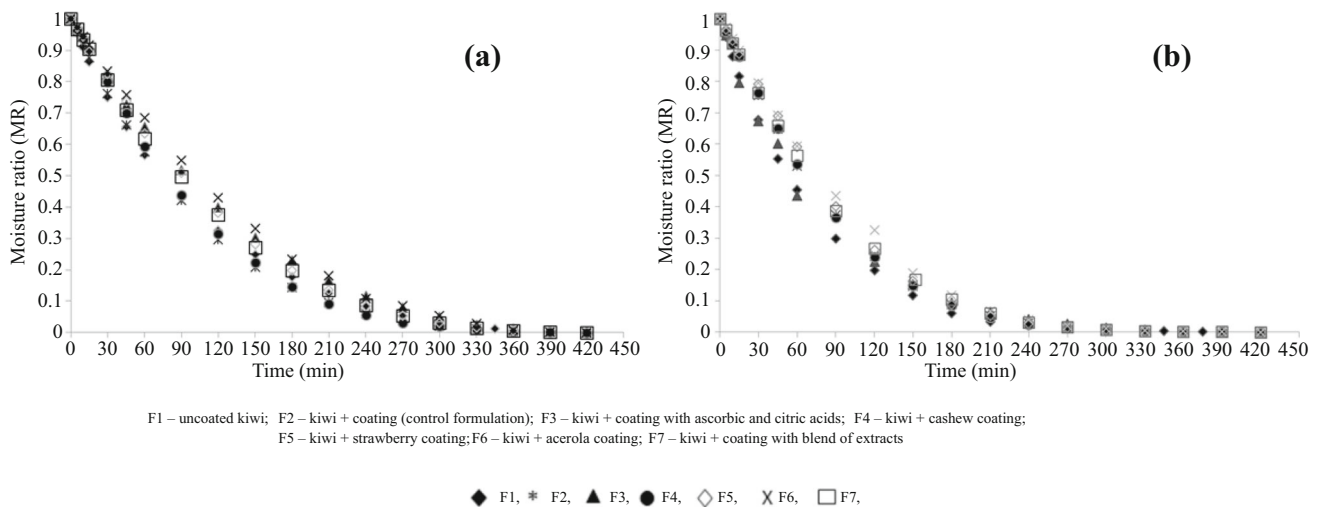 (a)
Moisture ratio (MR)
1
0.9
0.8
0.7
0.6
0.5
0.4
0.3
0.2
0.1
0
0 30 60 90 120 150 180 210 240 270 300 330 360 390 420 450
Time (min)
(b)
Moisture ratio (MR)
1
0.9
0.8
0.7
0.6
0.5
0.4
0.3
0.2
0.1
0
0 30 60 90 120 150 180 210 240 270 300 330 360 390 420 450
Time (min)
F1 – uncoated kiwi; F2 – kiwi + coating (control formulation); F3 – kiwi + coating with ascorbic and citric acids; F4 – kiwi + cashew coating;
F5 – kiwi + strawberry coating; F6 – kiwi + acerola coating; F7 – kiwi + coating with blend of extracts
F1, F2, F3, F4, F5, F6, F7,